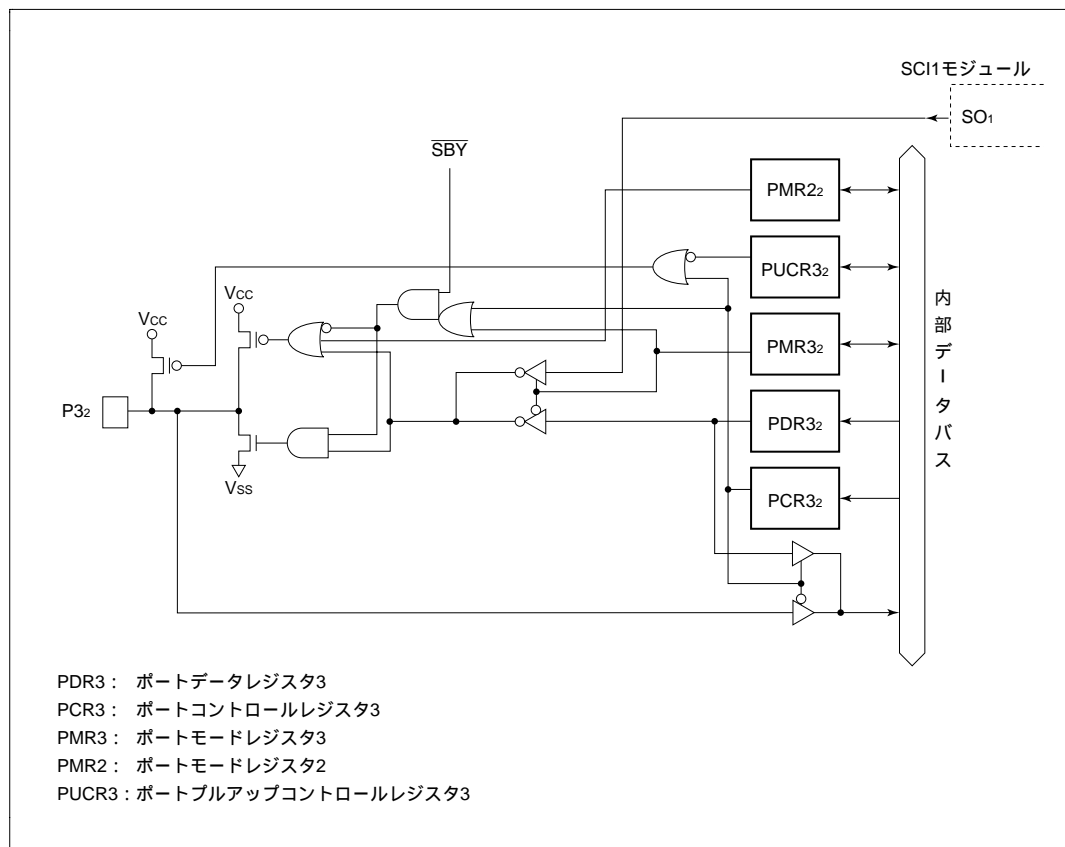 SCI1モジュール
SO1
SBY
PMR22
PUCR32
VCC
VCC
PMR32
P32
PDR32
VSS
PCR32
内部データバス
PDR3： ポートデータレジスタ3
PCR3： ポートコントロールレジスタ3
PMR3： ポートモードレジスタ3
PMR2： ポートモードレジスタ2
PUCR3：ポートプルアップコントロールレジスタ3